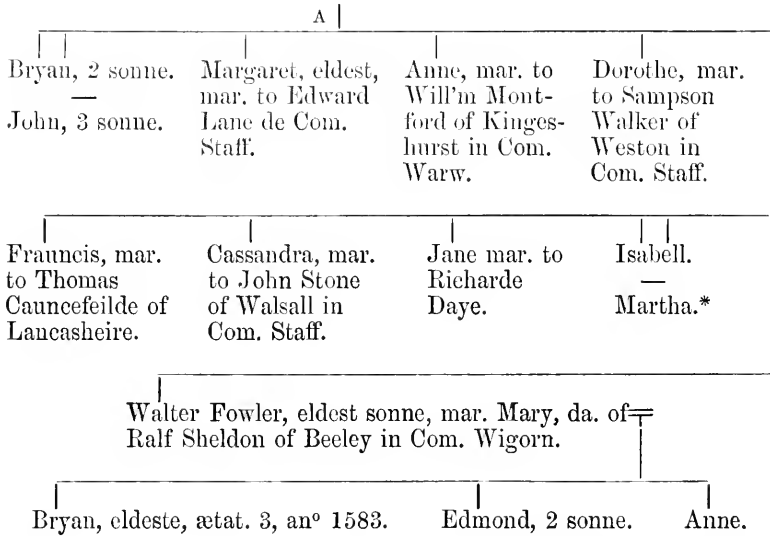 A
Bryan, 2 sonne.
—
John, 3 sonne.
Margaret, eldest,
mar. to Edward
Lane de Com.
Staff.
Anne, mar. to
Will'm Mont-
ford of Kinges-
hurst in Com.
Warw.
Dorothe, mar.
to Sampson
Walker of
Weston in
Com. Staff.
Frauncis, mar.
to Thomas
Cauncefeilde of
Lancasheire.
Cassandra, mar.
to John Stone
of Walsall in
Com. Staff.
Jane mar. to
Richarde
Daye.
Isabell.
—
Martha.*
Walter Fowler, eldest sonne, mar. Mary, da. of
Ralf Sheldon of Beeley in Com. Wigorn.
Bryan, eldeste, ætat. 3, anº 1583.
Edmond, 2 sonne.
Anne.